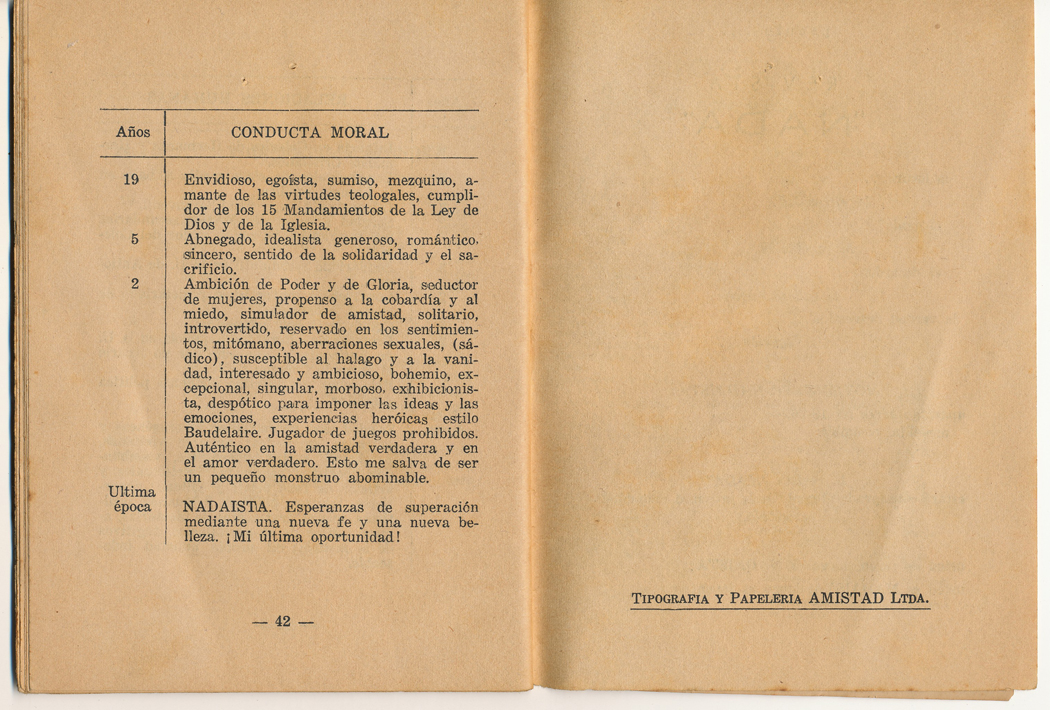 Años CONDUCTA MORAL
19 Envidioso, egoísta, sumiso, mezquino, a-
mante de las virtudes teologales, cumpli-
dor de los 15 Mandamientos de la Ley de
Dios y de la Iglesia.
5 Abnegado, idealista generoso, romántico.
sincero, sentido de la solidaridad y el sa-
crificio.
2 Ambición de Poder y de Gloria, seductor
de mujeres, propenso a la cobardía y al
miedo, simulador de amistad, solitario,
introvertido, reservado en los sentimien-
tos, mitómano, aberraciones sexuales, (sá-
dico), susceptible al halago y a la vani-
dad, interesado y ambicioso, bohemio, ex-
cepcional, singular, morboso, exhibicionis-
ta, despótico para imponer las ideas y las
emociones, experiencias heróicas estilo
Baudelaire. Jugador de juegos prohibidos.
Auténtico en la amistad verdadera y en
el amor verdadero. Esto me salva de ser
un pequeño monstruo abominable.
Ultima
época NADAISTA. Esperanzas de superación
mediante una nueva fe y una nueva be-
lleza. ¡Mi última oportunidad!
— 42 —
TIPOGRAFIA Y PAPELERIA AMISTAD LTDA.